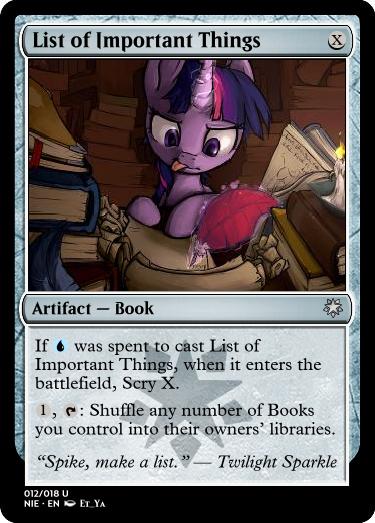 List of Important Things X
Artifact — Book
If 💧 was spent to cast List of
Important Things, when it enters the
battlefield, Scry X.
1 , T: Shuffle any number of Books
you control into their owners' libraries.
“Spike, make a list.” — Twilight Sparkle
012/018 U
NIE • EN Et_Ya